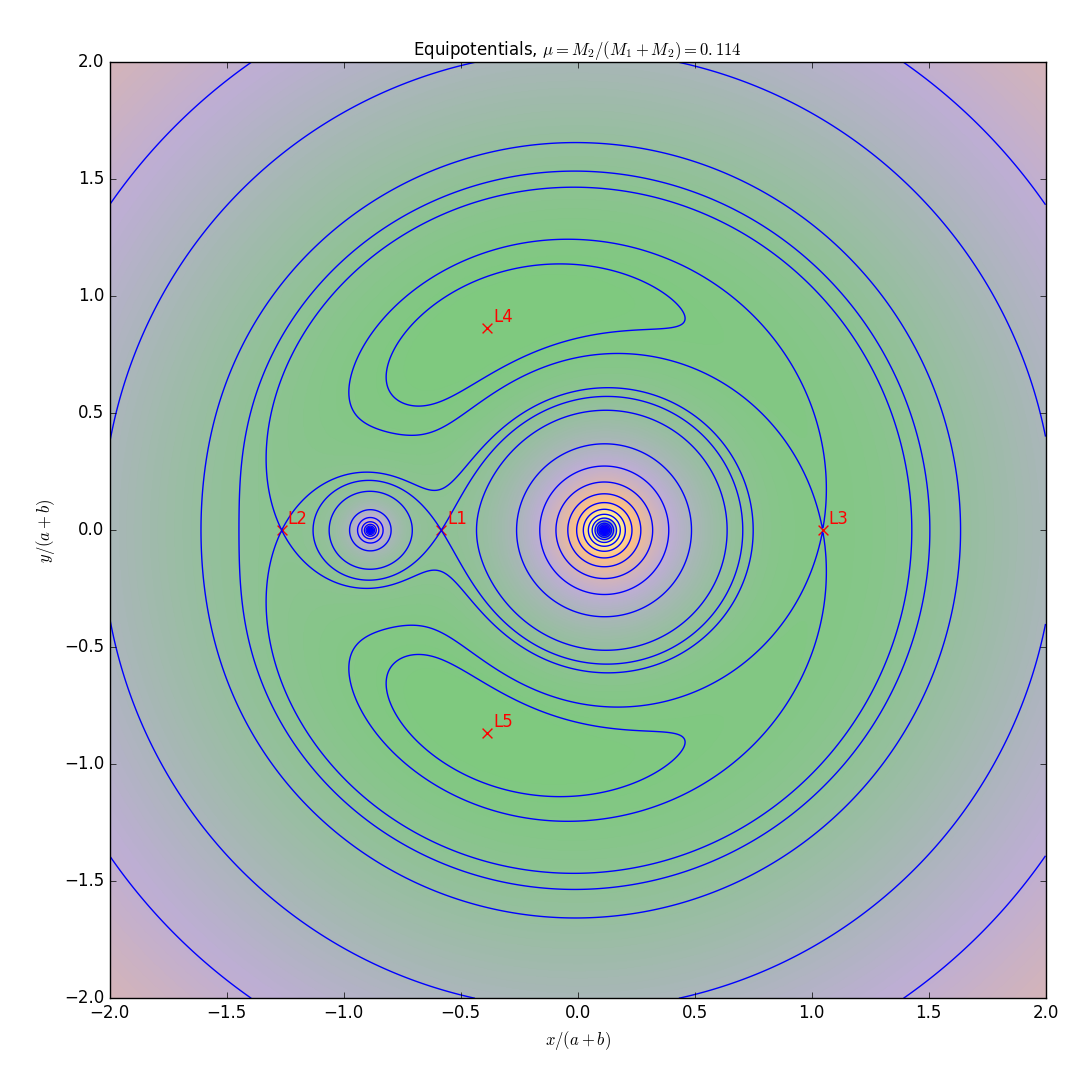 Equipotentials, μ = M₂/(M₁ + M₂) = 0.114
2.0
1.5
1.0
0.5
0.0
−0.5
−1.0
−1.5
−2.0
y/(a + b)
L4
L2
L1
L3
L5
−2.0 −1.5 −1.0 −0.5 0.0 0.5 1.0 1.5 2.0
x/(a + b)